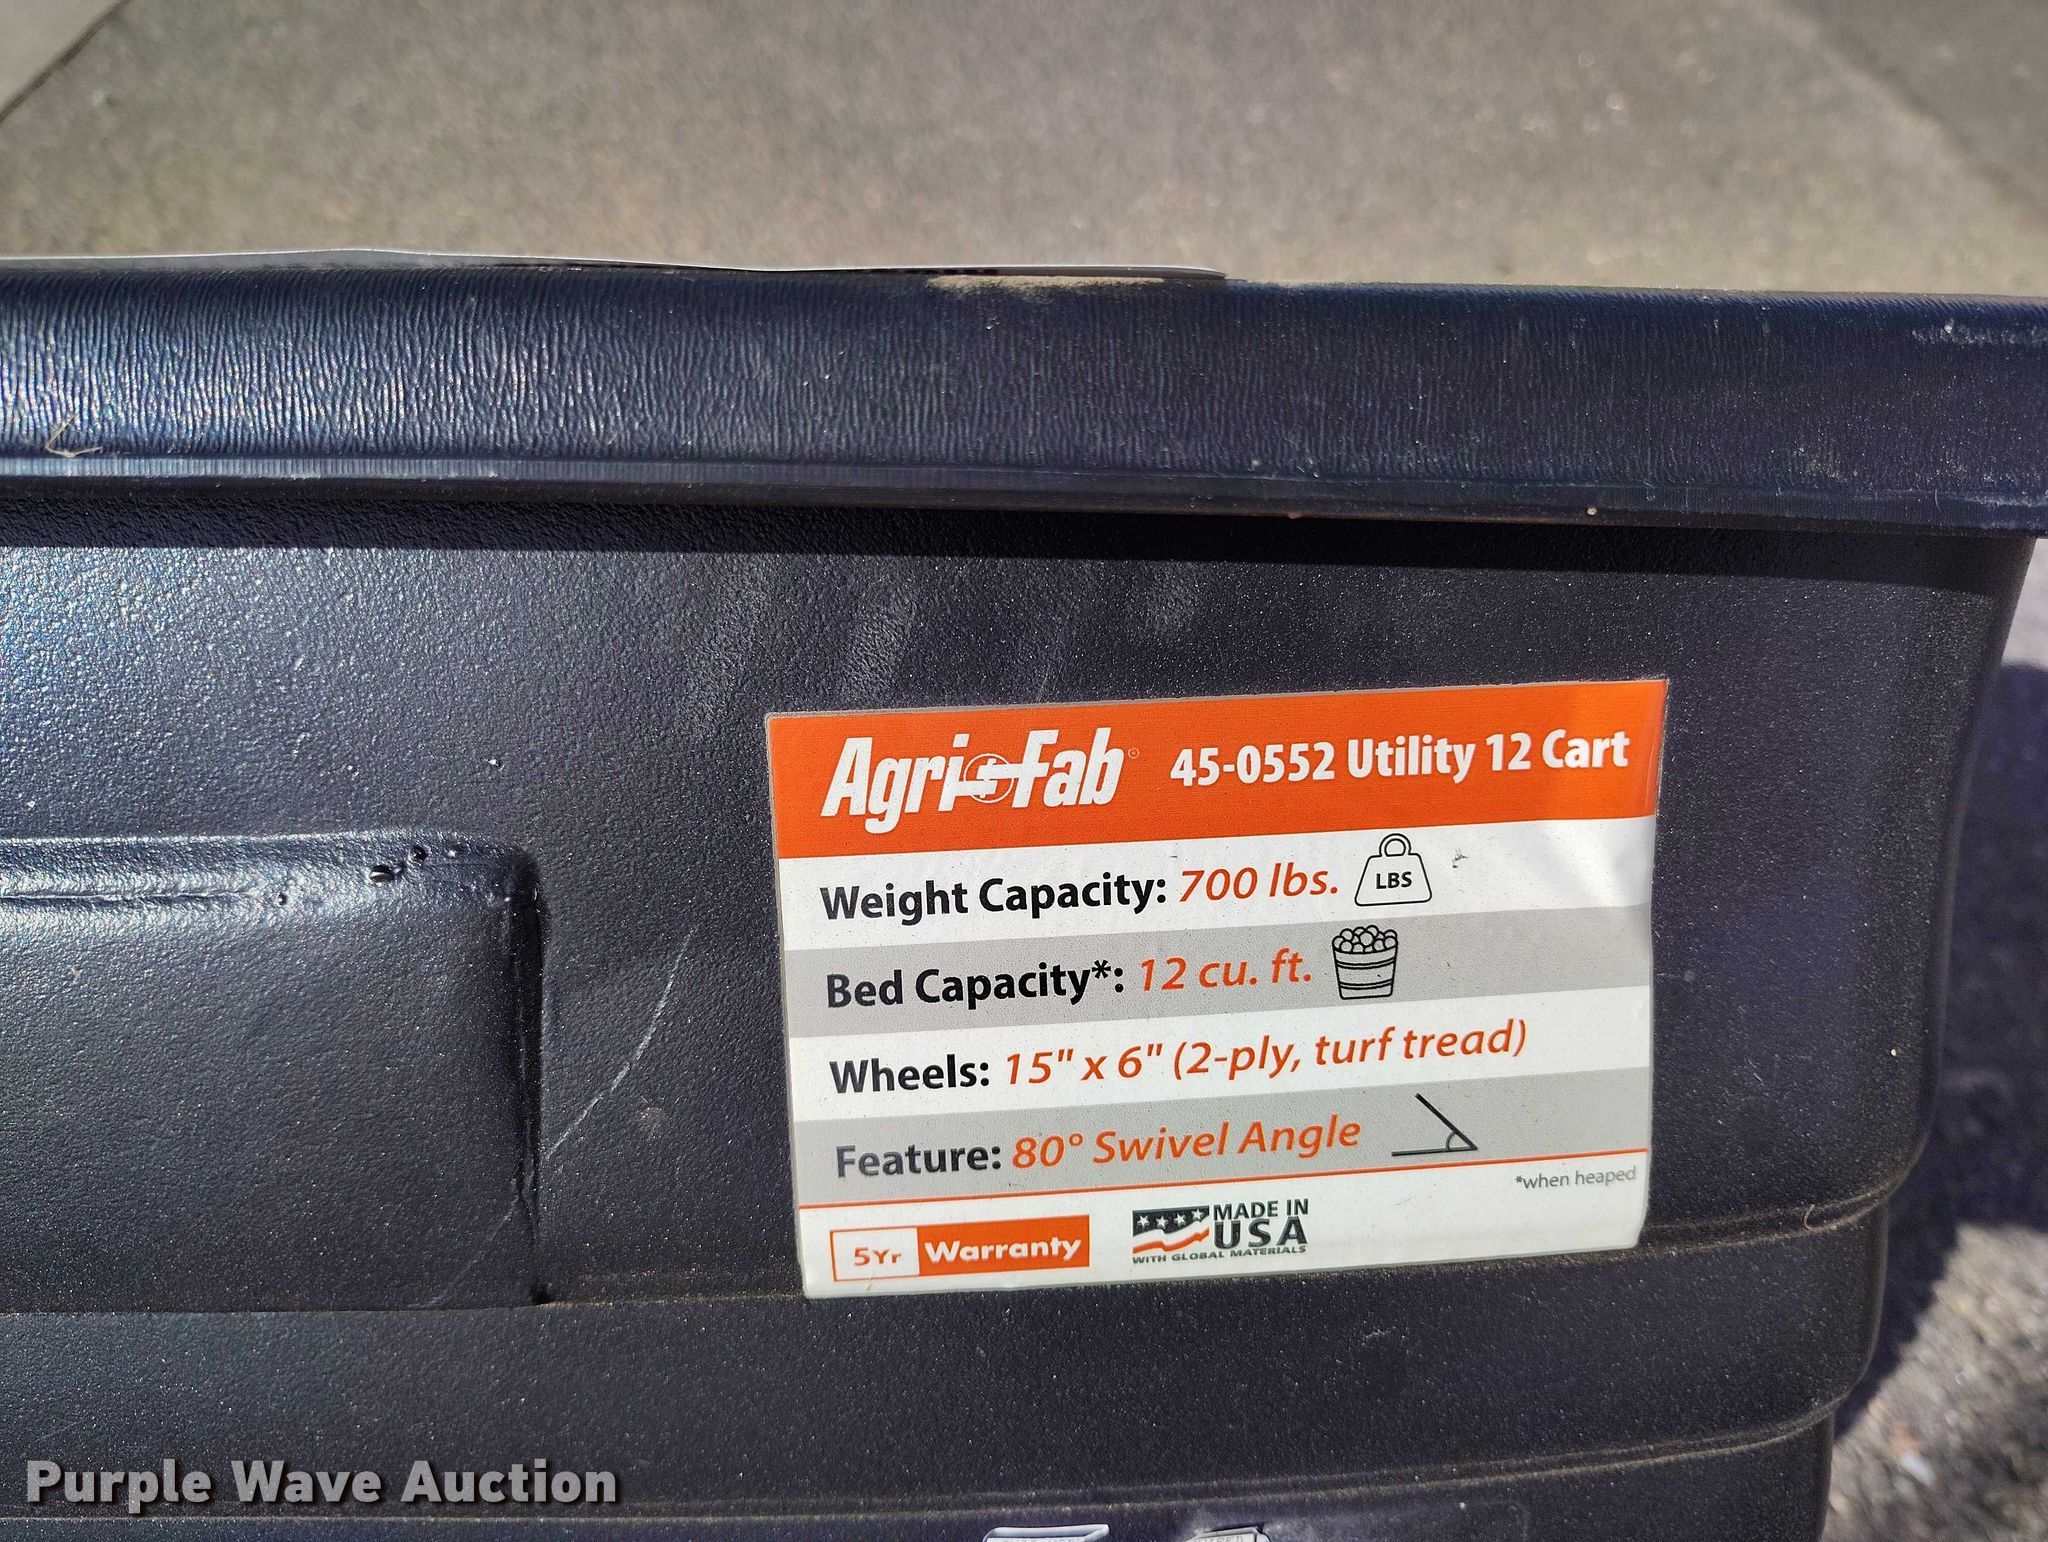 Agri-Fab® 45-0552 Utility 12 Cart
Weight Capacity: 700 lbs. LBS
Bed Capacity*: 12 cu. ft.
Wheels: 15" x 6" (2-ply, turf tread)
Feature: 80° Swivel Angle
*when heaped
5Yr Warranty
MADE IN
USA
WITH GLOBAL MATERIALS
Purple Wave Auction